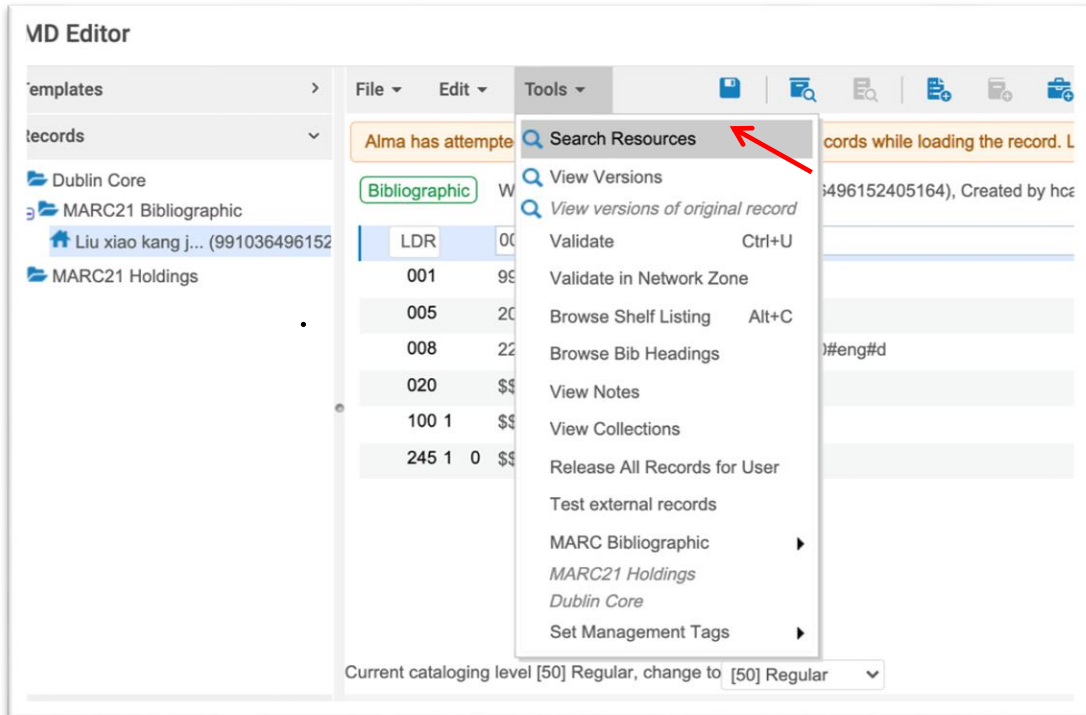 MD Editor
Templates
Records
Dublin Core
MARC21 Bibliographic
Liu xiao kang j... (991036496152
MARC21 Holdings
File Edit Tools
Alma has attempte cords while loading the record. L
Bibliographic W 6496152405164), Created by hca
LDR 00
001 99
005 20
008 22 0#eng#d
020 $$
100 1 $$
245 1 0 $$
Search Resources
View Versions
View versions of original record
Validate Ctrl+U
Validate in Network Zone
Browse Shelf Listing Alt+C
Browse Bib Headings
View Notes
View Collections
Release All Records for User
Test external records
MARC Bibliographic
MARC21 Holdings
Dublin Core
Set Management Tags
Current cataloging level [50] Regular, change to [50] Regular